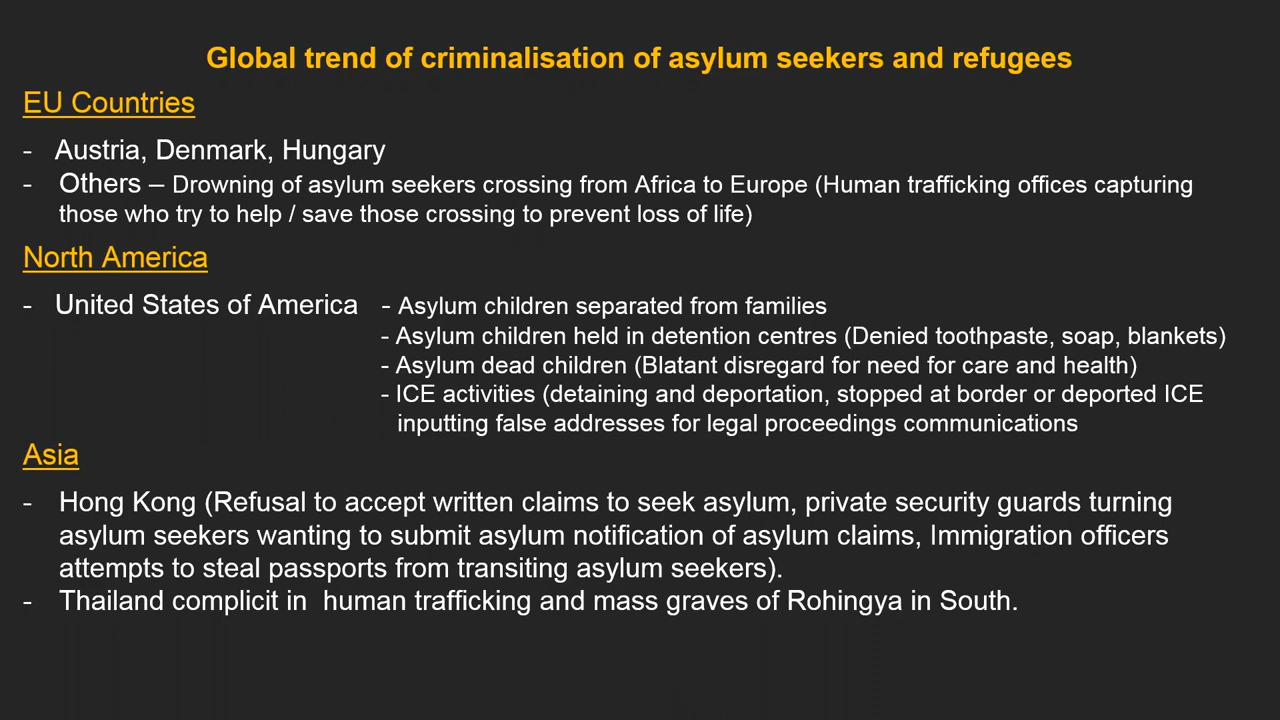 Global trend of criminalisation of asylum seekers and refugees
EU Countries
- Austria, Denmark, Hungary
- Others – Drowning of asylum seekers crossing from Africa to Europe (Human trafficking offices capturing
those who try to help / save those crossing to prevent loss of life)
North America
- United States of America - Asylum children separated from families
- Asylum children held in detention centres (Denied toothpaste, soap, blankets)
- Asylum dead children (Blatant disregard for need for care and health)
- ICE activities (detaining and deportation, stopped at border or deported ICE
inputting false addresses for legal proceedings communications
Asia
- Hong Kong (Refusal to accept written claims to seek asylum, private security guards turning
asylum seekers wanting to submit asylum notification of asylum claims, Immigration officers
attempts to steal passports from transiting asylum seekers).
- Thailand complicit in  human trafficking and mass graves of Rohingya in South.